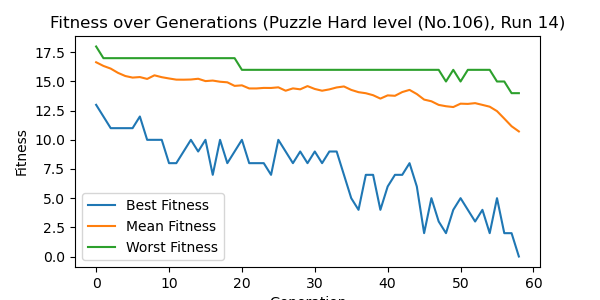 Fitness over Generations (Puzzle Hard level (No.106), Run 14)
17.5
15.0
12.5
10.0
7.5
5.0
2.5
0.0
Fitness
Best Fitness
Mean Fitness
Worst Fitness
0 10 20 30 40 50 60
Generation